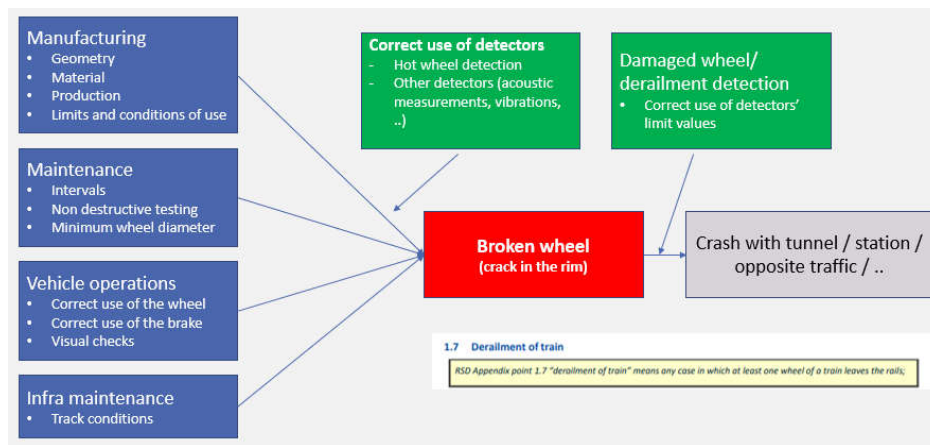 Manufacturing
• Geometry
• Material
• Production
• Limits and conditions of use
Maintenance
• Intervals
• Non destructive testing
• Minimum wheel diameter
Vehicle operations
• Correct use of the wheel
• Correct use of the brake
• Visual checks
Infra maintenance
• Track conditions
Correct use of detectors
- Hot wheel detection
- Other detectors (acoustic
measurements, vibrations,
..)
Damaged wheel/
derailment detection
• Correct use of detectors'
limit values
Broken wheel
(crack in the rim)
Crash with tunnel / station /
opposite traffic / ..
1.7 Derailment of train
RSD Appendix point 1.7 "derailment of train" means any case in which at least one wheel of a train leaves the rails;